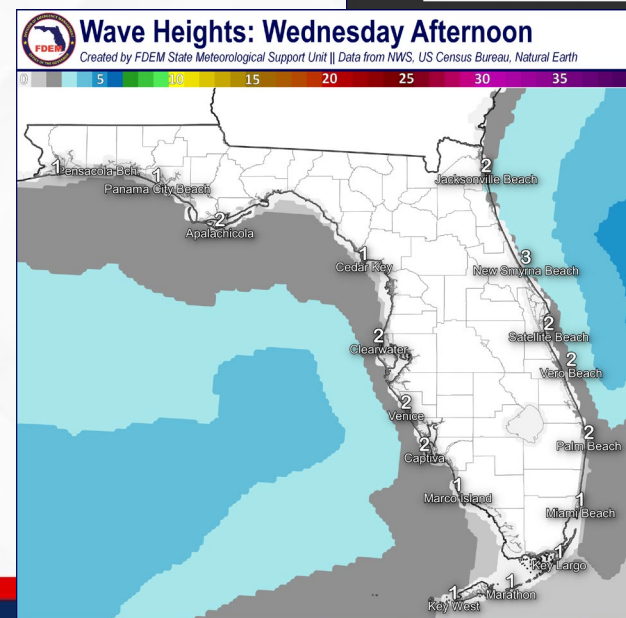 FDEM
Wave Heights: Wednesday Afternoon
Created by FDEM State Meteorological Support Unit || Data from NWS, US Census Bureau, Natural Earth
0 5 10 15 20 25 30 35
1
Pensacola Bch.
1
Panama City Beach
2
Jacksonville Beach
2
Apalachicola
1
Cedar Key
3
New Smyrna Beach
2
Satellite Beach
2
Clearwater
2
Vero Beach
2
Venice
2
Palm Beach
2
Captiva
1
Marco Island
1
Miami Beach
1
Key Largo
1
Marathon
1
Key West